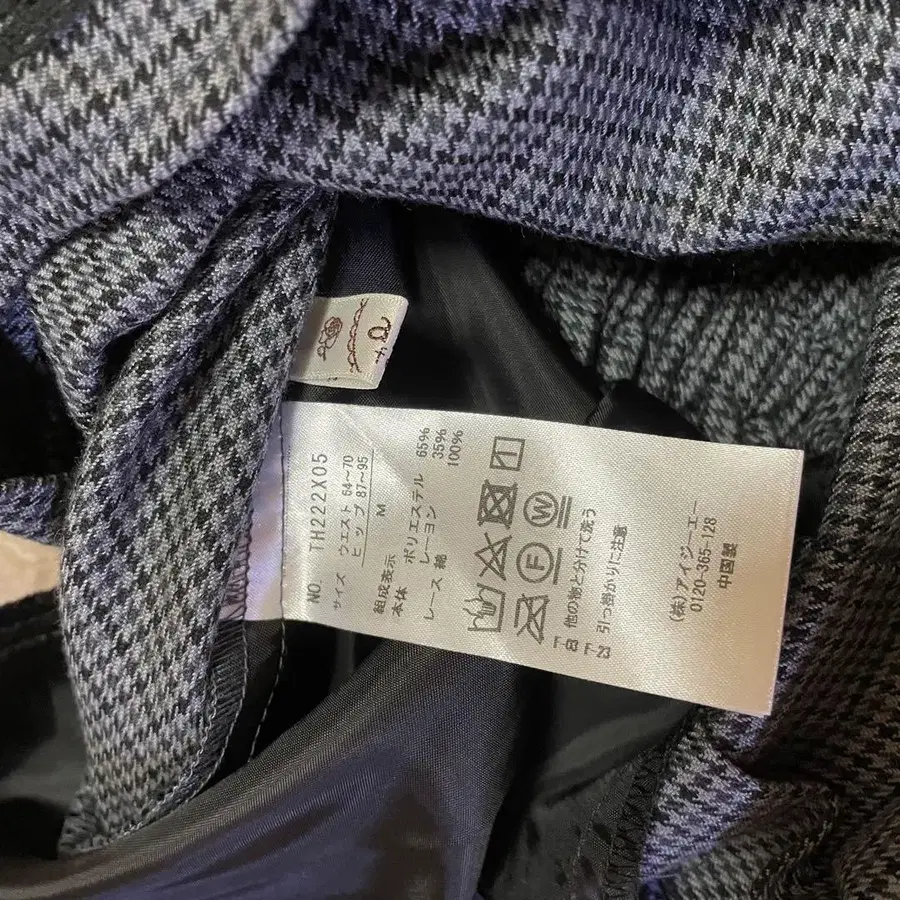 NO. TH222X05
サイズ ウエスト 64～70
ヒップ 87～95
M
組成表示
本体 ポリエステル 65%
レーヨン 35%
レース 綿 100%
W
F
他の物と分けて洗う
引っ掛かりに注意
F-83 F-23
(株)アイジーエー
0120-365-128
中国製